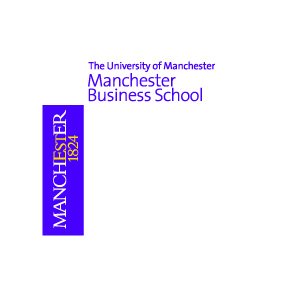 The University of Manchester
Manchester
Business School
MANCHESTER
1824